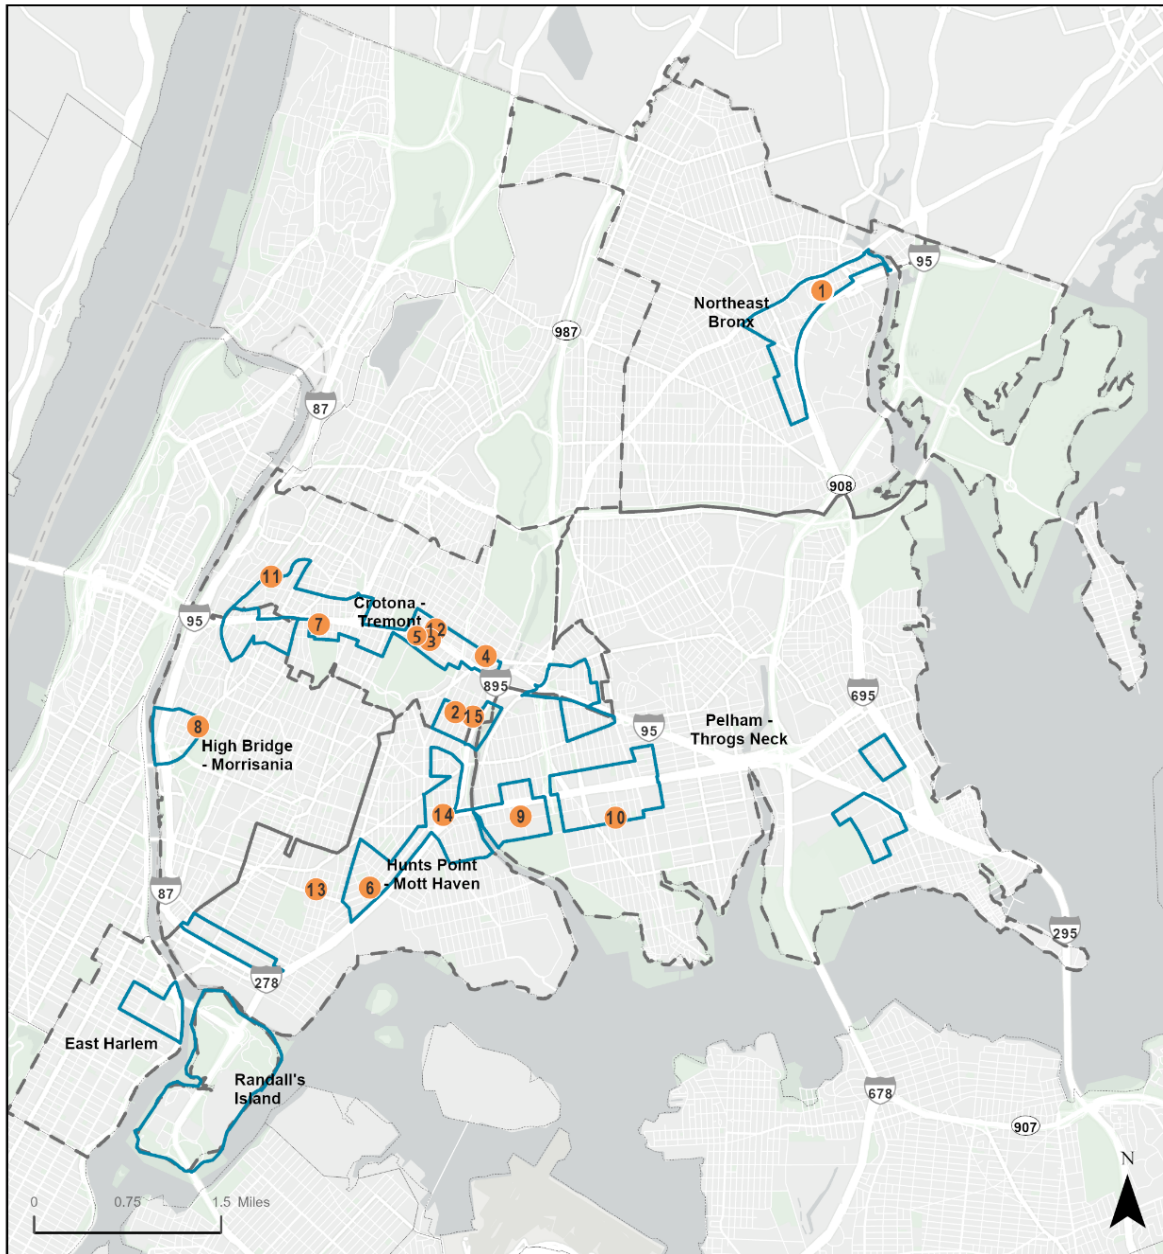 95
1
Northeast
Bronx
987
87
908
11
Crotona -
Tremont
95
7
12
5
3
4
895
695
2
15
Pelham -
Throgs Neck
95
8
High Bridge
- Morrisania
14
9
10
Hunts Point
- Mott Haven
87
13
6
295
278
East Harlem
Randall's
Island
678
907
N
0 0.75 1.5 Miles